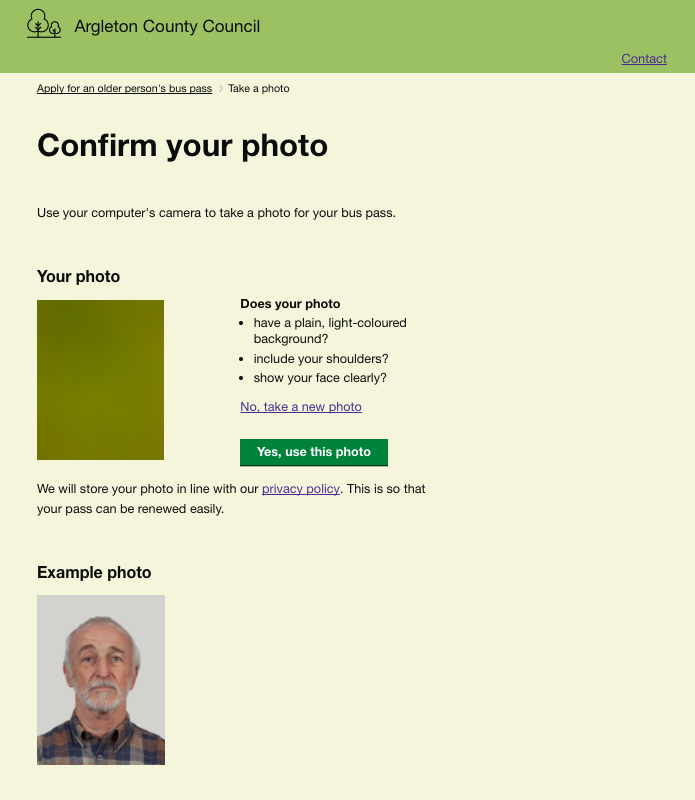 Argleton County Council
Contact
Apply for an older person's bus pass > Take a photo
Confirm your photo
Use your computer's camera to take a photo for your bus pass.
Your photo
Does your photo
• have a plain, light-coloured
background?
• include your shoulders?
• show your face clearly?
No, take a new photo
Yes, use this photo
We will store your photo in line with our privacy policy. This is so that
your pass can be renewed easily.
Example photo